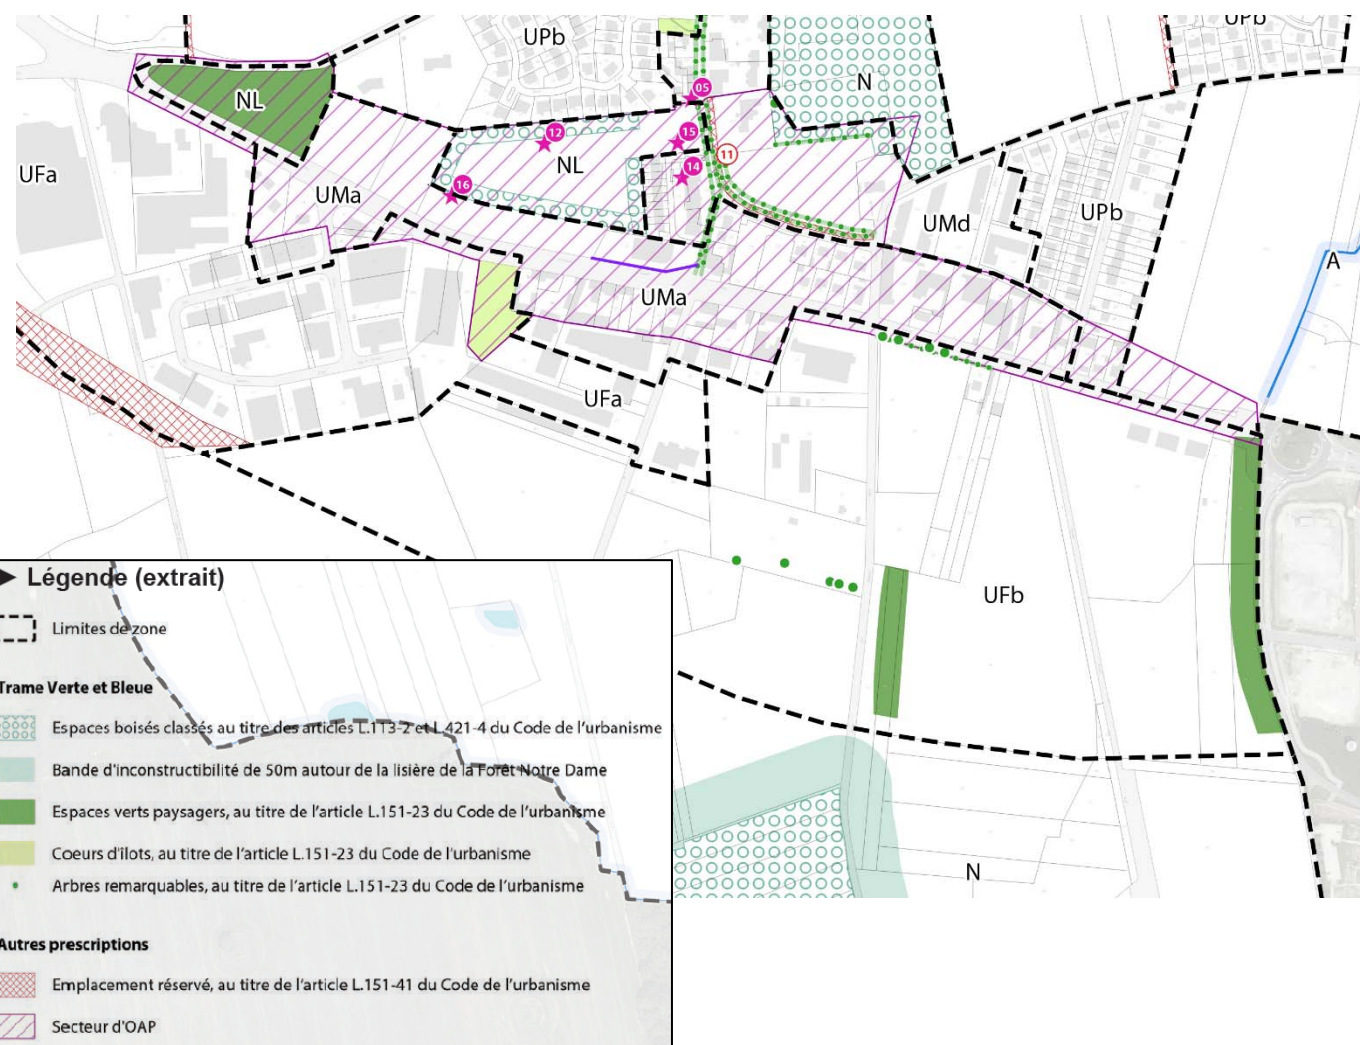 UPb
UPb
N
NL
05
12
15
11
NL
14
UFa
16
UMa
UPb
UMd
A
UMa
UFa
UFb
N
Légende (extrait)
Limites de zone
Trame Verte et Bleue
Espaces boisés classés au titre des articles L.113-2 et L.421-4 du Code de l'urbanisme
Bande d'inconstructibilité de 50m autour de la lisière de la Forêt Notre Dame
Espaces verts paysagers, au titre de l'article L.151-23 du Code de l'urbanisme
Coeurs d'îlots, au titre de l'article L.151-23 du Code de l'urbanisme
Arbres remarquables, au titre de l'article L.151-23 du Code de l'urbanisme
Autres prescriptions
Emplacement réservé, au titre de l'article L.151-41 du Code de l'urbanisme
Secteur d'OAP